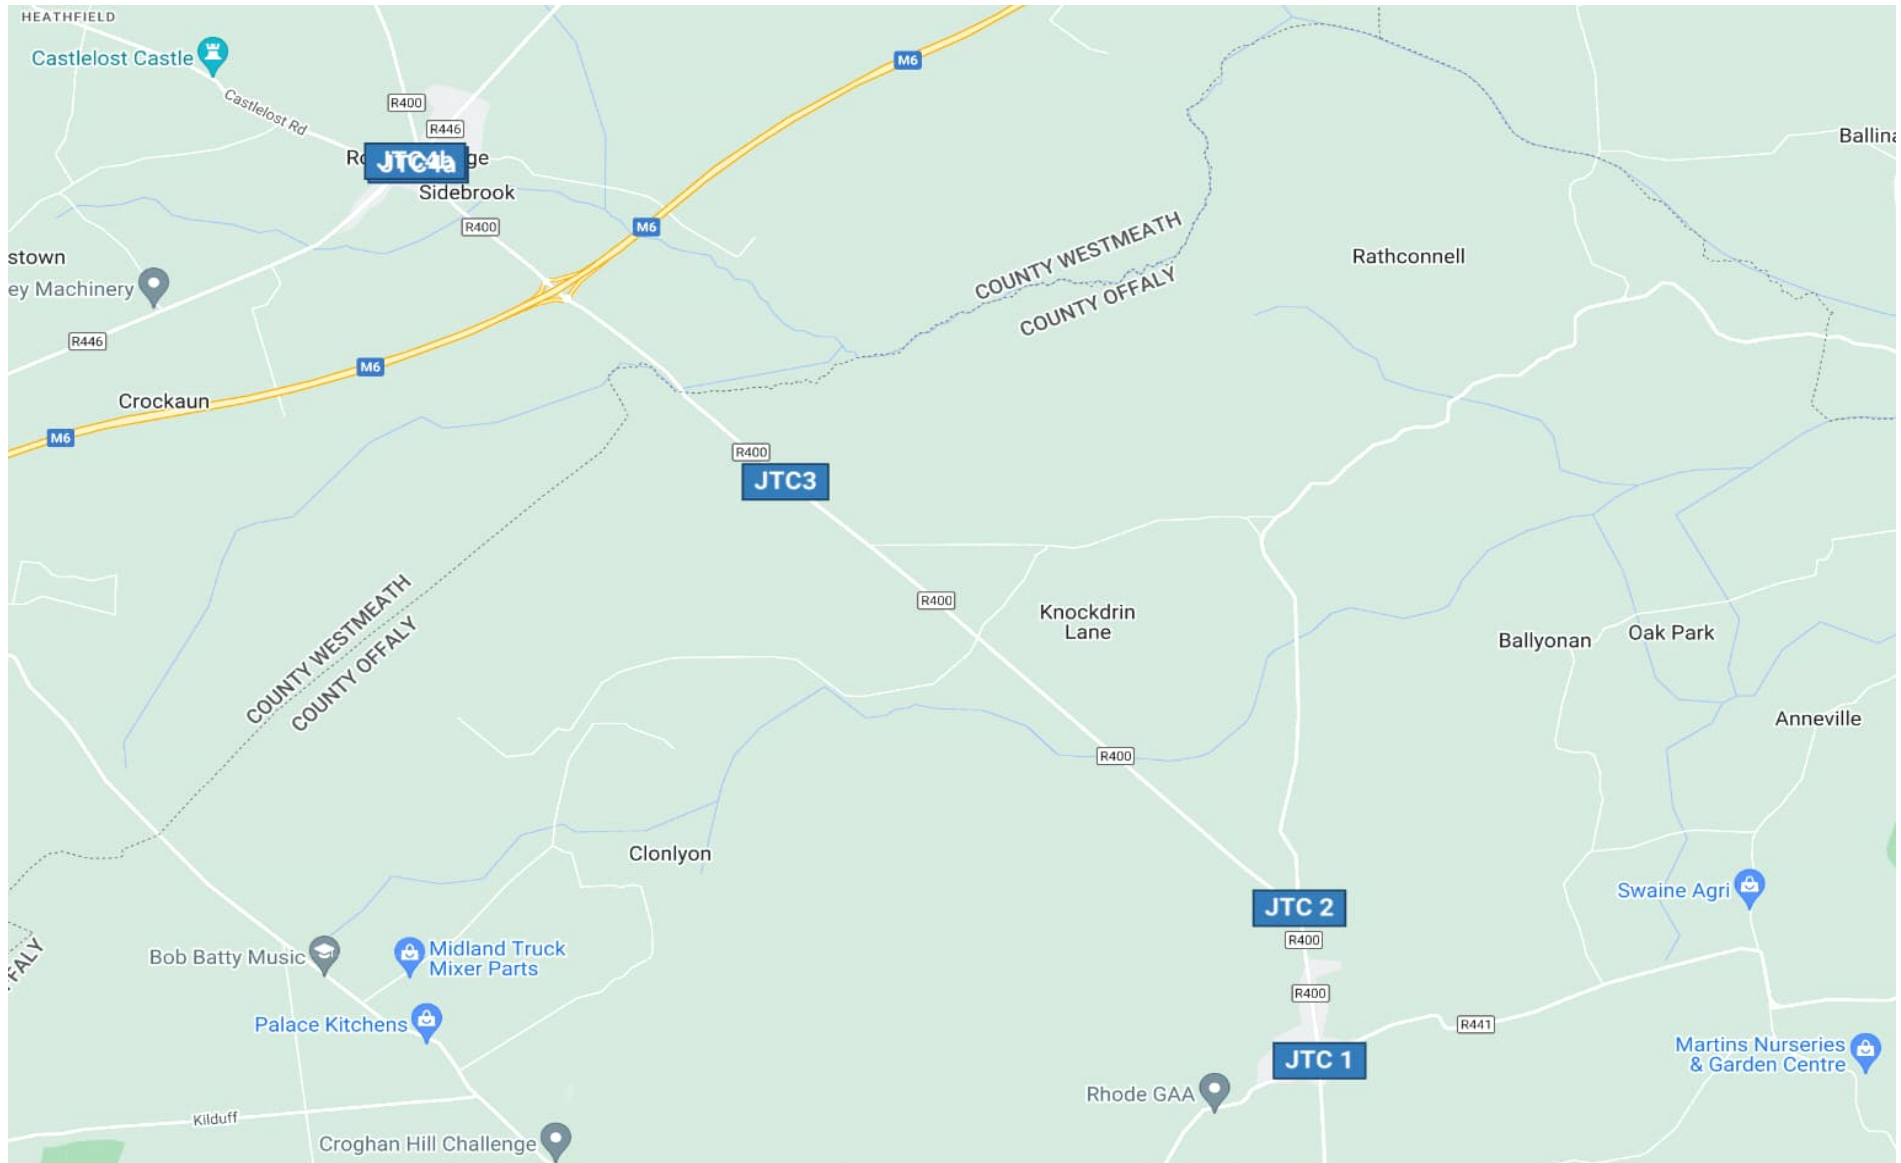 HEATHFIELD
Castlelost Castle
Castlelost Rd
R400
M6
R446
Ballina
JTC4a
ge
Sidebrook
R400
M6
COUNTY WESTMEATH
COUNTY OFFALY
Rathconnell
stown
ey Machinery
R446
M6
Crockaun
M6
R400
JTC3
R400
Knockdrin
Lane
Ballyonan
Oak Park
COUNTY WESTMEATH
COUNTY OFFALY
Anneville
R400
Clonlyon
Swaine Agri
JTC 2
R400
FALY
Bob Batty Music
Midland Truck
Mixer Parts
R400
Palace Kitchens
R441
Martins Nurseries
& Garden Centre
JTC 1
Rhode GAA
Kilduff
Croghan Hill Challenge